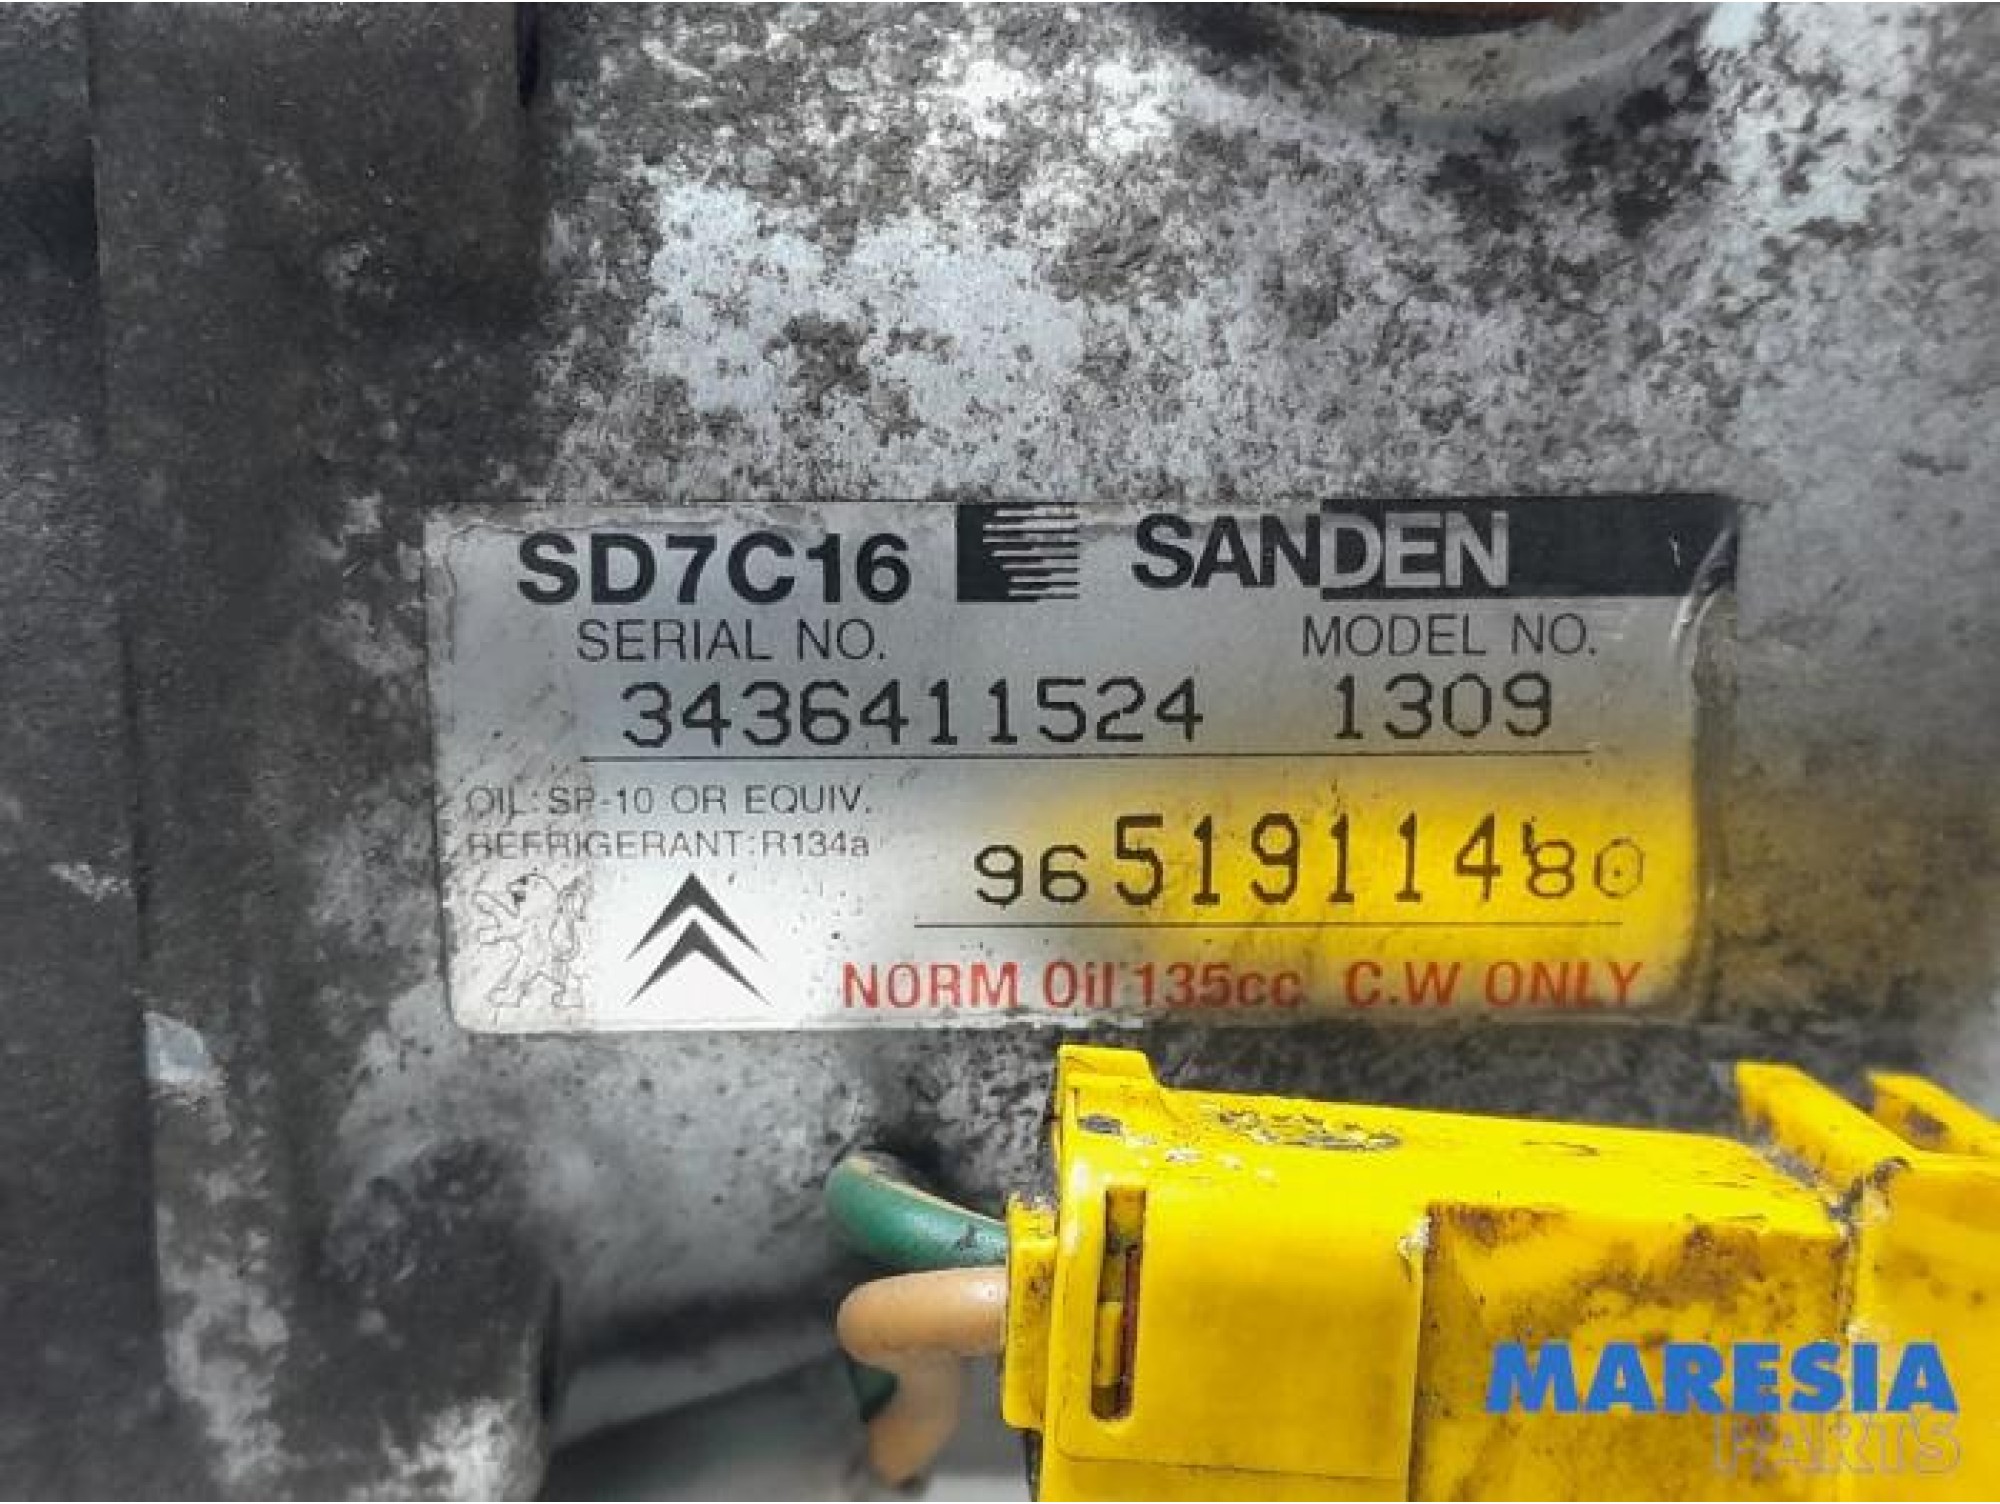 SD7C16 SANDEN
SERIAL NO. MODEL NO.
3436411524 1309
OIL: SP-10 OR EQUIV.
REFRIGERANT: R134a
9651911480
NORM Oil 135cc C.W ONLY
MARESIA
PARTS